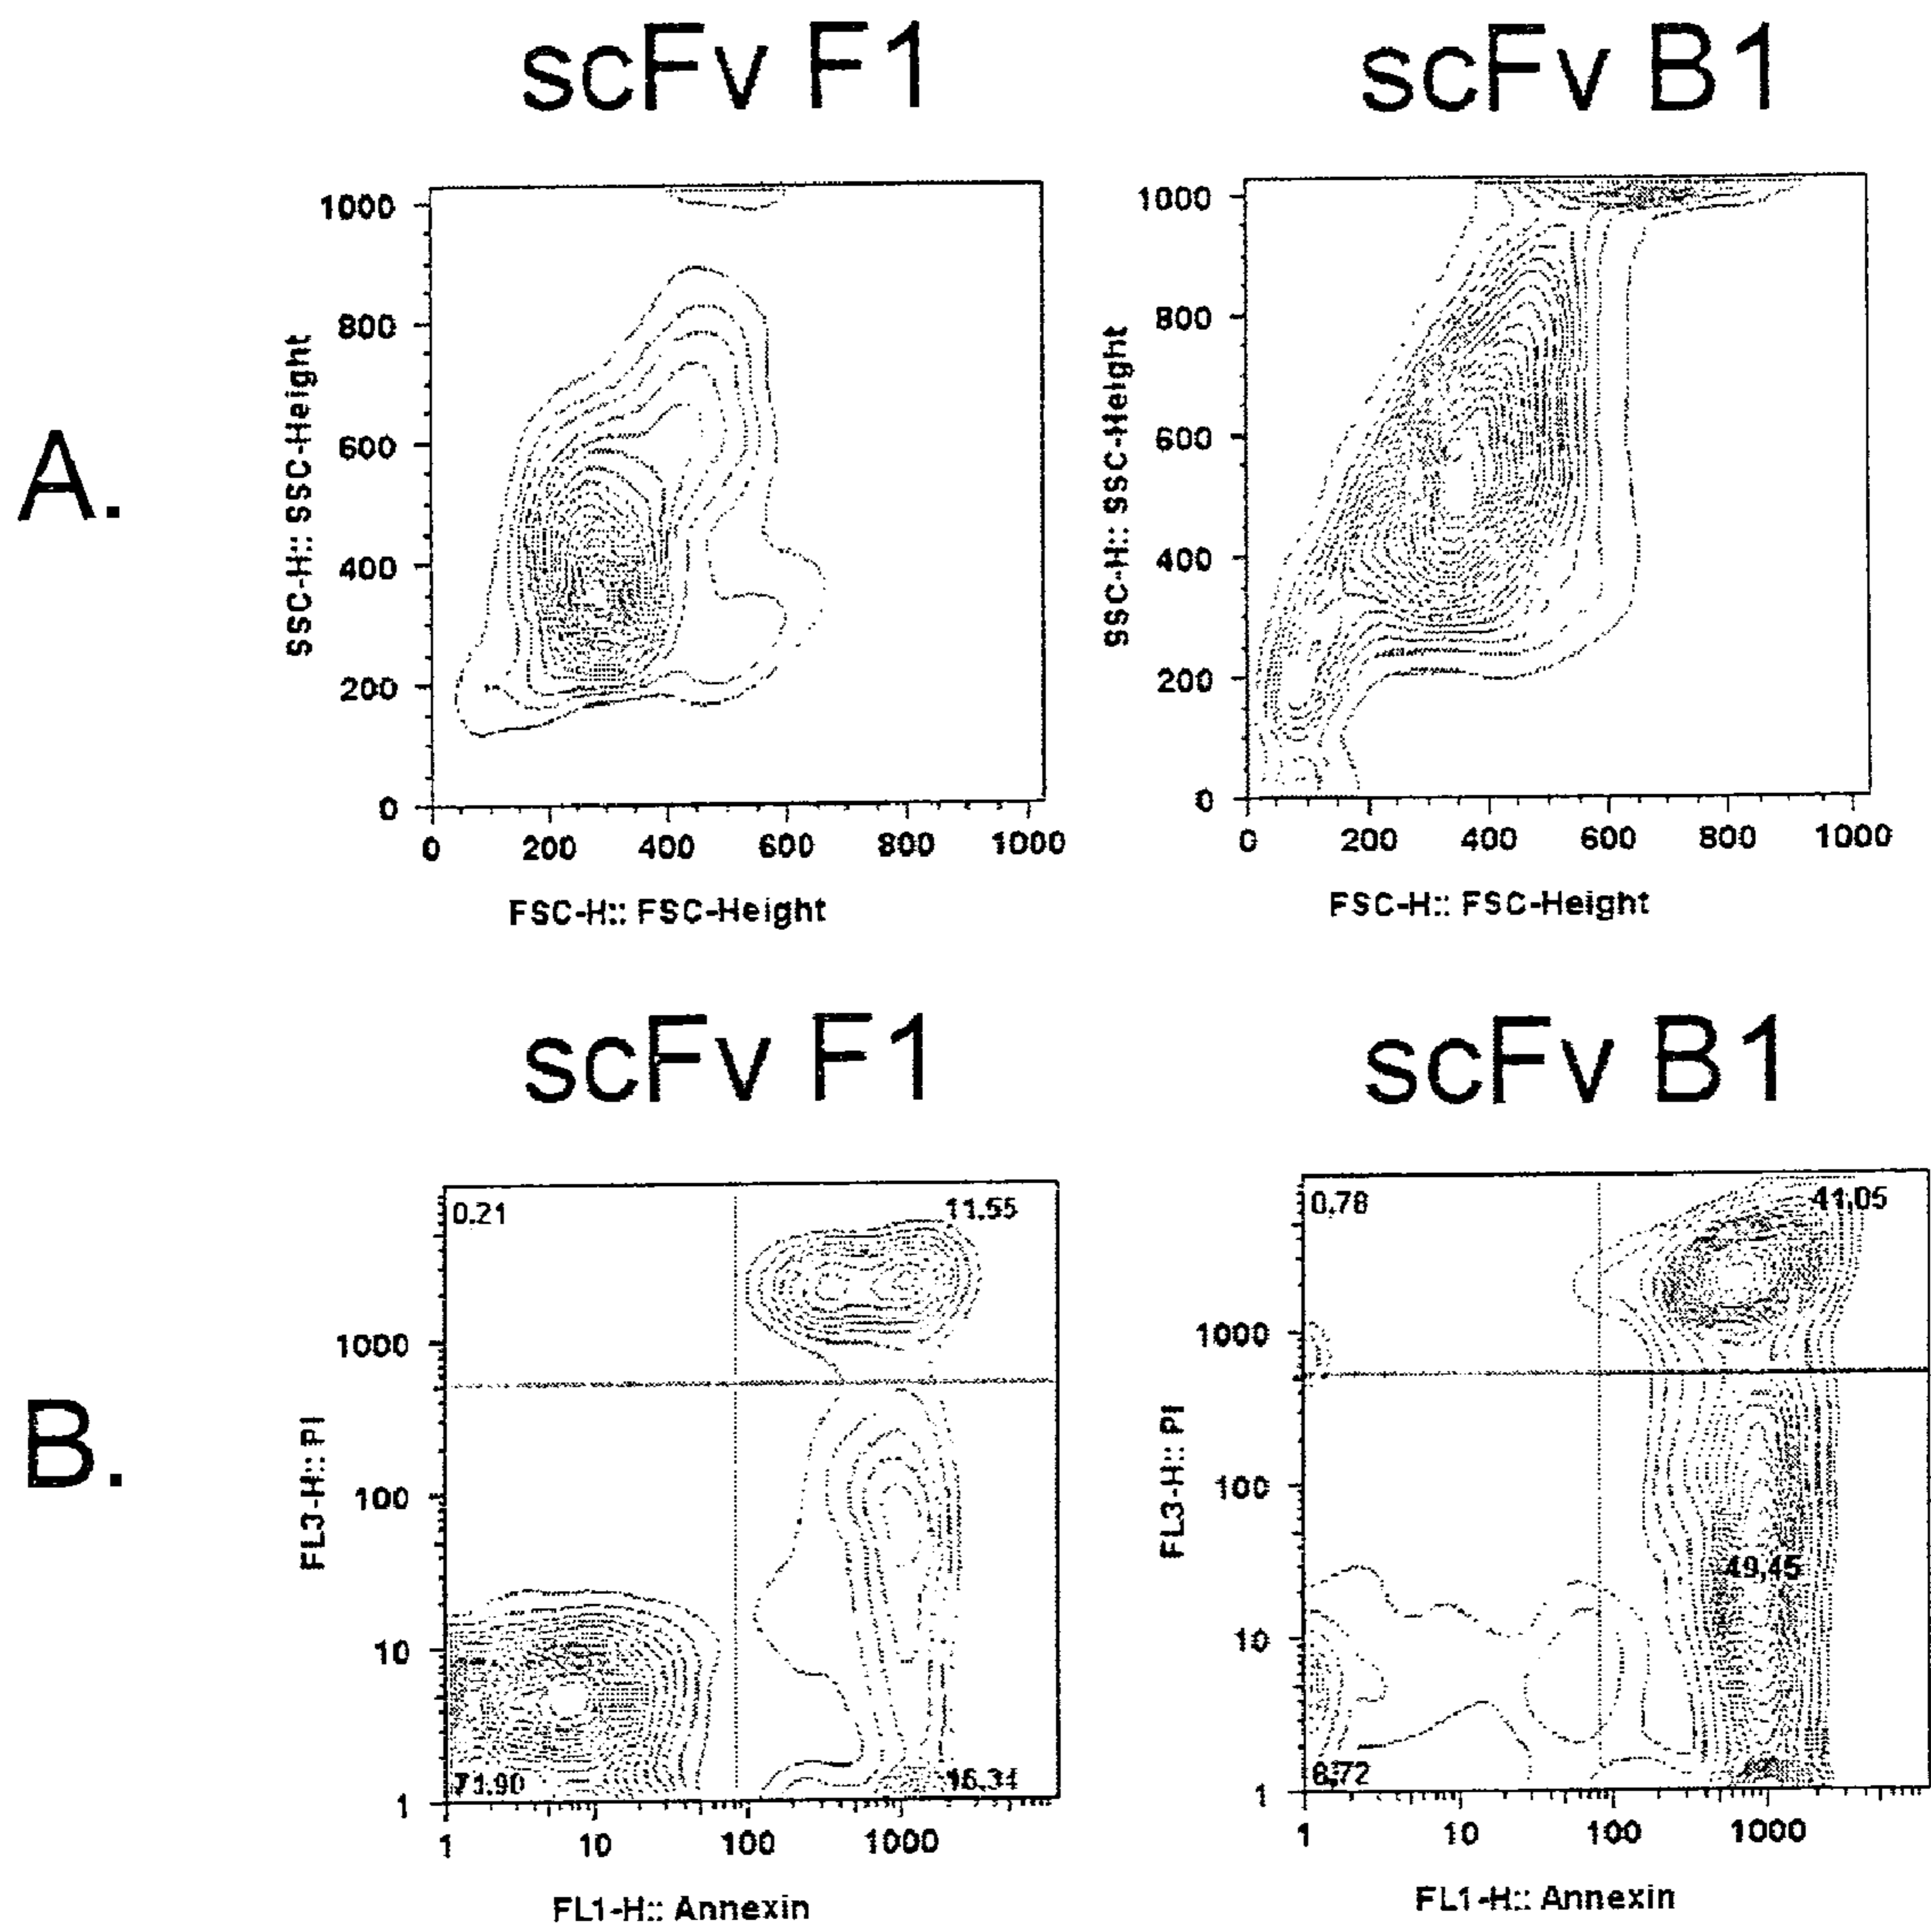 scFv F1
scFv B1
A.
SSC-H:: SSC-Height
1000
800
600
400
200
0
0 200 400 600 800 1000
FSC-H:: FSC-Height
SSC-H:: SSC-Height
1000
800
600
400
200
0
0 200 400 600 800 1000
FSC-H:: FSC-Height
scFv F1
scFv B1
B.
FL3-H:: PI
0.21 11.55
1000
100
10
1
71.90 16.34
1 10 100 1000
FL1-H:: Annexin
FL3-H:: PI
0.78 41.05
1000
100
49.45
10
1
8.72
1 10 100 1000
FL1-H:: Annexin